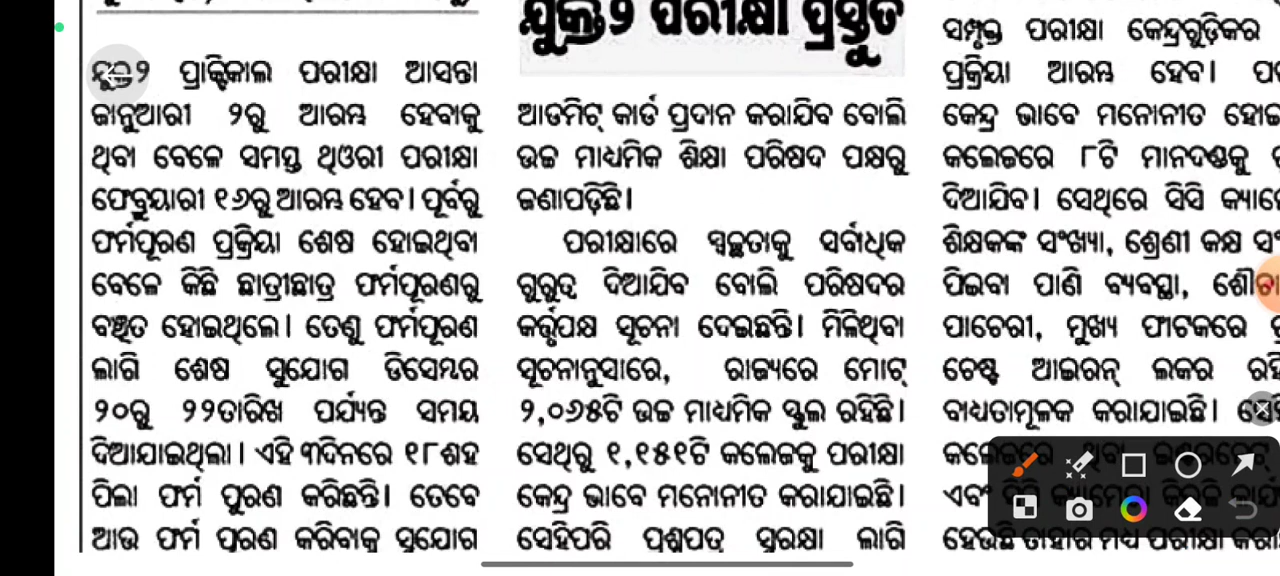 ଯୁକ୍ତ୨ ପରୀକ୍ଷା ପ୍ରସ୍ତୁତି
ଯୁକ୍ତ୨ ପ୍ରାକ୍ଟିକାଲ ପରୀକ୍ଷା ଆସନ୍ତା
ଜାନୁଆରୀ ୨ରୁ ଆରମ୍ଭ ହେବାକୁ
ଥିବା ବେଳେ ସମସ୍ତ ଥିଓରୀ ପରୀକ୍ଷା
ଫେବ୍ରୁୟାରୀ ୧୬ରୁ ଆରମ୍ଭ ହେବ। ପୂର୍ବରୁ
ଫର୍ମପୂରଣ ପ୍ରକ୍ରିୟା ଶେଷ ହୋଇଥିବା
ବେଳେ କିଛି ଛାତ୍ରୀଛାତ୍ର ଫର୍ମପୂରଣରୁ
ବଞ୍ଚିତ ହୋଇଥିଲେ। ତେଣୁ ଫର୍ମପୂରଣ
ଲାଗି ଶେଷ ସୁଯୋଗ ଡିସେମ୍ବର
୨୦ରୁ ୨୨ତାରିଖ ପର୍ଯ୍ୟନ୍ତ ସମୟ
ଦିଆଯାଇଥିଲା। ଏହି ୩ଦିନରେ ୧୮ଶହ
ପିଲା ଫର୍ମ ପୂରଣ କରିଛନ୍ତି। ତେବେ
ଆଉ ଫର୍ମ ପୂରଣ କରିବାକୁ ସୁଯୋଗ
ଆଡମିଟ୍ କାର୍ଡ ପ୍ରଦାନ କରାଯିବ ବୋଲି
ଉଚ୍ଚ ମାଧ୍ୟମିକ ଶିକ୍ଷା ପରିଷଦ ପକ୍ଷରୁ
ଜଣାପଡ଼ିଛି।
ପରୀକ୍ଷାରେ ସ୍ୱଚ୍ଛତାକୁ ସର୍ବାଧିକ
ଗୁରୁତ୍ୱ ଦିଆଯିବ ବୋଲି ପରିଷଦର
କର୍ତ୍ତୃପକ୍ଷ ସୂଚନା ଦେଇଛନ୍ତି। ମିଳିଥିବା
ସୂଚନାନୁସାରେ, ରାଜ୍ୟରେ ମୋଟ୍
୨,୦୬୫ଟି ଉଚ୍ଚ ମାଧ୍ୟମିକ ସ୍କୁଲ ରହିଛି।
ସେଥିରୁ ୧,୧୫୧ଟି କଲେଜକୁ ପରୀକ୍ଷା
କେନ୍ଦ୍ର ଭାବେ ମନୋନୀତ କରାଯାଇଛି।
ସେହିପରି ପ୍ରଶ୍ନପତ୍ର ସୁରକ୍ଷା ଲାଗି
ସମ୍ପୃକ୍ତ ପରୀକ୍ଷା କେନ୍ଦ୍ରଗୁଡ଼ିକର
ପ୍ରକ୍ରିୟା ଆରମ୍ଭ ହେବ।
କେନ୍ଦ୍ର ଭାବେ ମନୋନୀତ
କଲେଜରେ ୮ଟି ମାନଦଣ୍ଡକୁ
ଦିଆଯିବ। ସେଥିରେ ସିସି
ଶିକ୍ଷକଙ୍କ ସଂଖ୍ୟା, ଶ୍ରେଣୀ କକ୍ଷ
ପିଇବା ପାଣି ବ୍ୟବସ୍ଥା,
ପାଚେରୀ, ମୁଖ୍ୟ ଫାଟକରେ
ଚେଷ୍ଟ ଆଇରନ୍ ଲକର
ବାଧ୍ୟତାମୂଳକ କରାଯାଇଛି।
ଏବଂ
ହେଉଛି ତାହାର ମଧ୍ୟ ପରୀକ୍ଷା